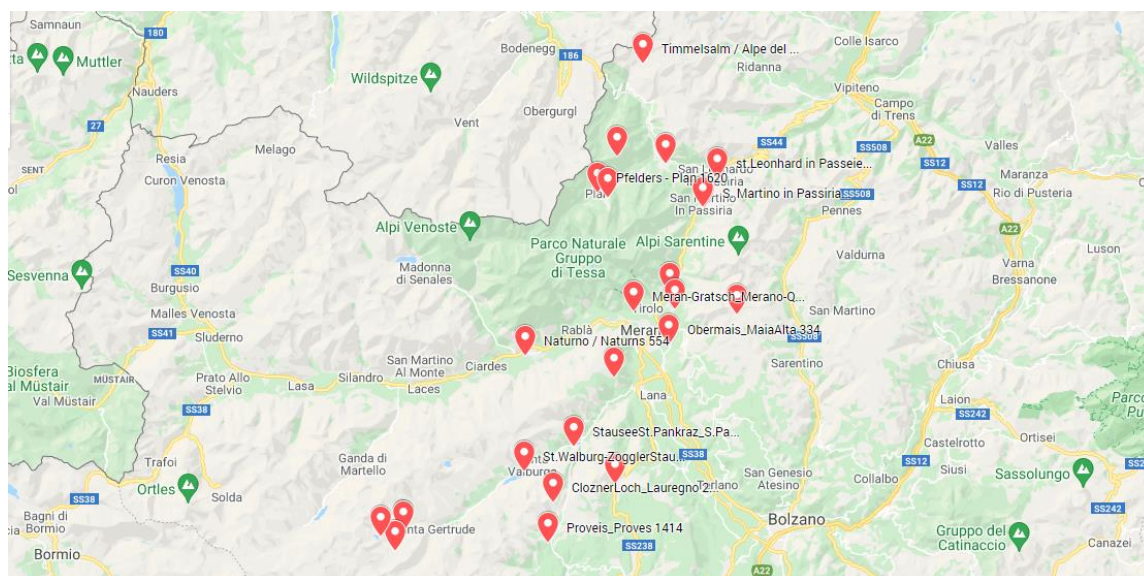 Samnaun
180
Bodenegg
186
Timmelsalm / Alpe del ...
Colle Isarco
Muttler
Ridanna
Wildspitze
Vipiteno
Nauders
Obergurgl
Campo
di Trens
Vent
27
SS44
A22
Valles
Resia
Melago
SS508
SS12
SENT
st.Leonhard in Passeie...
Maranza
Curon Venosta
Pfelders - Plan 1620
SS12
Rio di Pusteria
S. Martino in Passiria
San Martino
In Passiria
SS508
Pennes
Alpi Venoste
A22
Parco Naturale
Gruppo
di Tessa
Alpi Sarentine
Luson
Valdurna
Madonna
di Senales
Varna
Bressanone
Sesvenna
SS40
Burgusio
Meran-Gratsch_Merano-Q...
San Martino
Malles Venosta
Tirolo
SS41
Rablà
Obermais_MaiaAlta 334
Sluderno
Naturno / Naturns 554
SS508
San Martino
Al Monte
Ciardes
Sarentino
Chiusa
Biosfera
al Müstair
MÜSTAIR
Prato Allo
Stelvio
Silandro
Laces
Lasa
Val Müstair
Lana
Laion
SS242
SS38
Ortisei
StauseeSt.Pankraz_S.Pa...
Castelrotto
Trafoi
Ganda di
Martello
St.Walburg-ZogglerStau...
Valburga
SS38
SS12
Siusi
SS242
San Genesio
Atesino
Sassolungo
Ortles
Solda
CloznerLoch_Lauregno 2...
Terlano
SS38
Bagni di
Bormio
Proveis_Proves 1414
Bolzano
Gruppo del
Catinaccio
SS242
Canazei
SS238
Bormio
A22